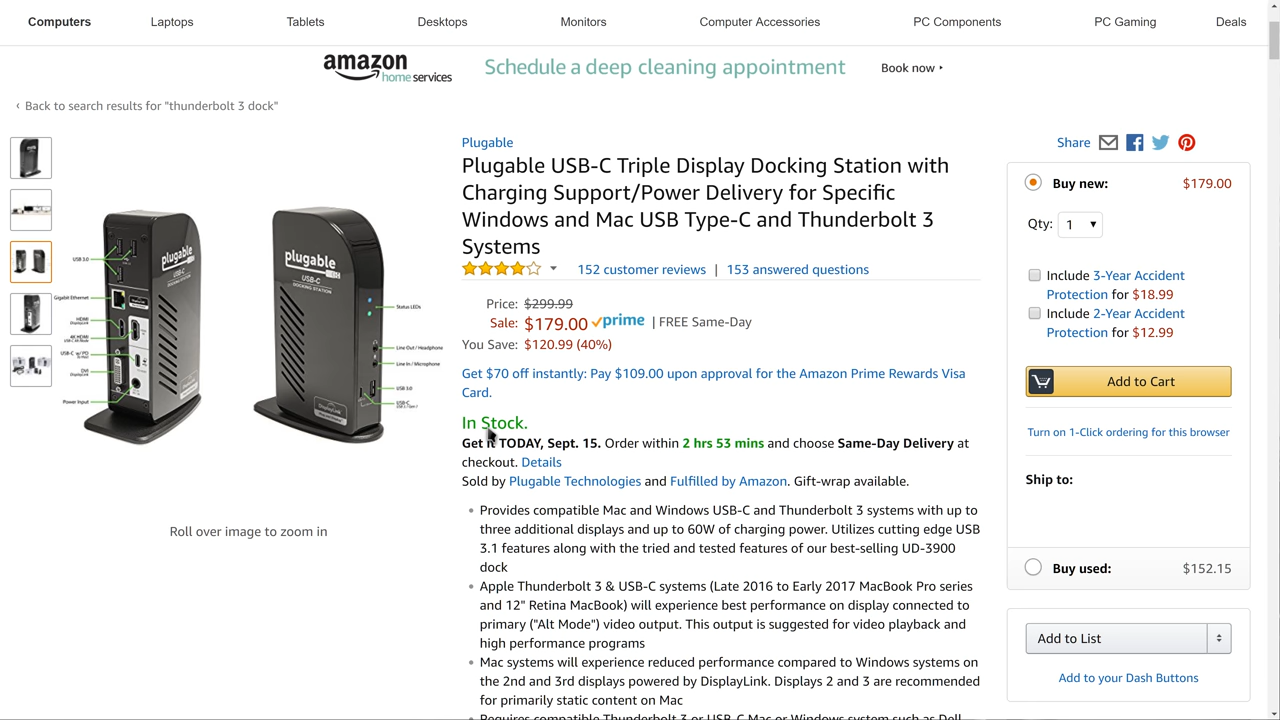 Computers Laptops Tablets Desktops Monitors Computer Accessories PC Components PC Gaming Deals
amazon
home services
Schedule a deep cleaning appointment
Book now ▸
‹ Back to search results for "thunderbolt 3 dock"
USB 3.0
Gigabit Ethernet
HDMI
DisplayLink
4K HDMI
USB-C w/ PD
DVI
DisplayLink
Power Input
plugable
USB-C
DOCKING STATION
plugable
USB-C
DOCKING STATION
Status LEDs
Line Out / Headphone
Line In / Microphone
USB 3.0
USB-C
DisplayLink
Roll over image to zoom in
Plugable
Plugable USB-C Triple Display Docking Station with
Charging Support/Power Delivery for Specific
Windows and Mac USB Type-C and Thunderbolt 3
Systems
152 customer reviews | 153 answered questions
Price: $299.99
Sale: $179.00 prime | FREE Same-Day
You Save: $120.99 (40%)
Get $70 off instantly: Pay $109.00 upon approval for the Amazon Prime Rewards Visa
Card.
In Stock.
Get it TODAY, Sept. 15. Order within 2 hrs 53 mins and choose Same-Day Delivery at
checkout. Details
Sold by Plugable Technologies and Fulfilled by Amazon. Gift-wrap available.
• Provides compatible Mac and Windows USB-C and Thunderbolt 3 systems with up to
three additional displays and up to 60W of charging power. Utilizes cutting edge USB
3.1 features along with the tried and tested features of our best-selling UD-3900
dock
• Apple Thunderbolt 3 & USB-C systems (Late 2016 to Early 2017 MacBook Pro series
and 12" Retina MacBook) will experience best performance on display connected to
primary ("Alt Mode") video output. This output is suggested for video playback and
high performance programs
• Mac systems will experience reduced performance compared to Windows systems on
the 2nd and 3rd displays powered by DisplayLink. Displays 2 and 3 are recommended
for primarily static content on Mac
• Requires compatible Thunderbolt 3 or USB-C Mac or Windows system such as Dell
Share
Buy new: $179.00
Qty: 1
Include 3-Year Accident
Protection for $18.99
Include 2-Year Accident
Protection for $12.99
Add to Cart
Turn on 1-Click ordering for this browser
Ship to:
Buy used: $152.15
Add to List
Add to your Dash Buttons